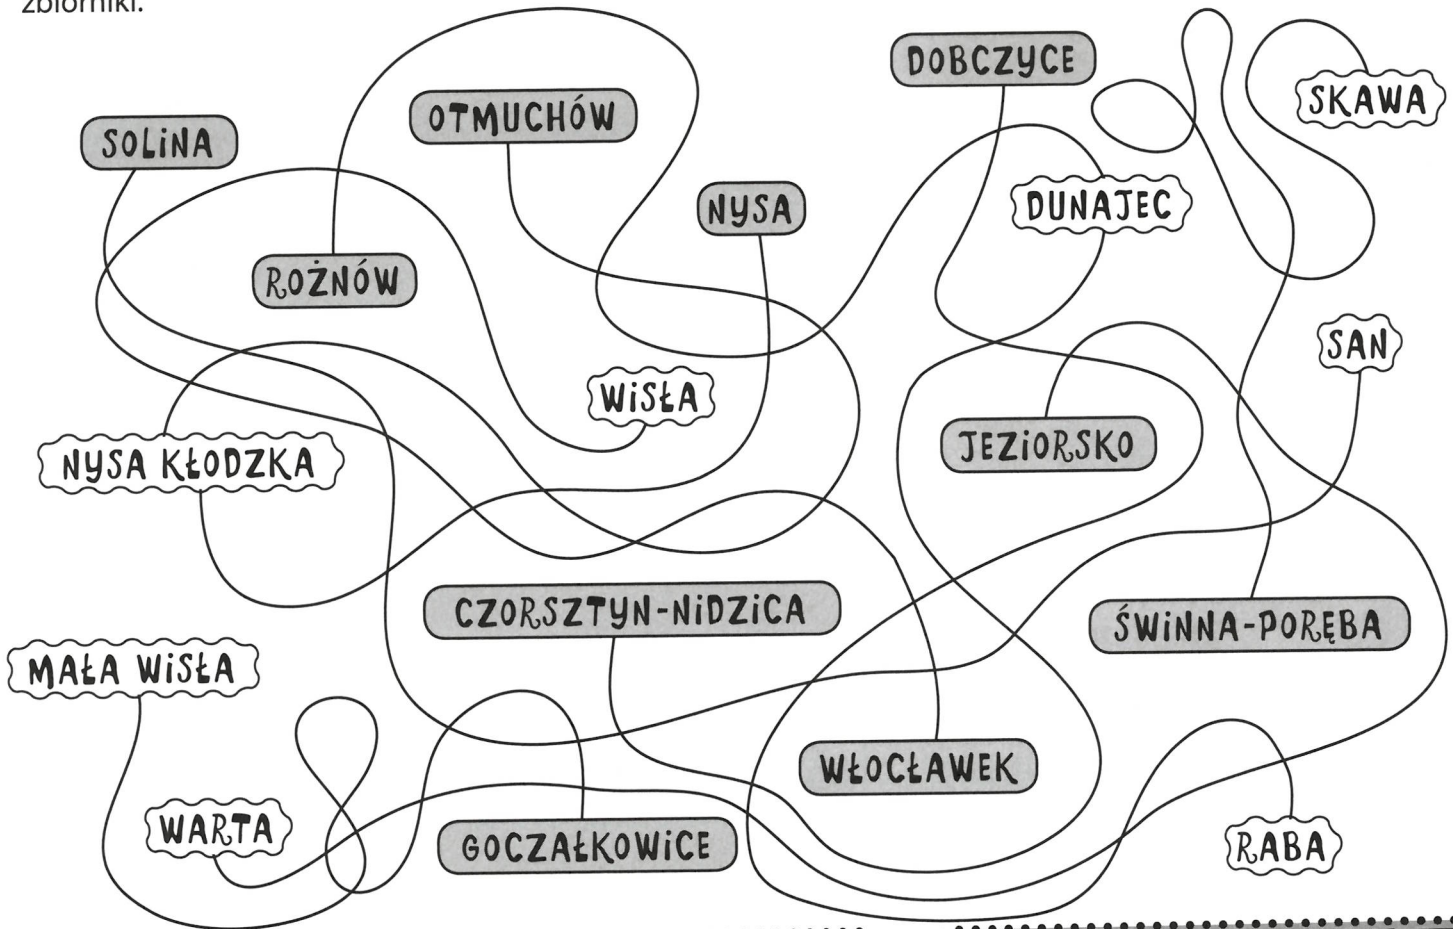 zbiorniki.
DOBCZYCE
SKAWA
OTMUCHÓW
SOLiNA
NYSA
DUNAJEC
ROŻNÓW
SAN
WiSŁA
JEZiORSKO
NYSA KŁODZKA
CZORSZTYN-NiDZiCA
ŚWiNNA-PORĘBA
MAŁA WiSŁA
WŁOCŁAWEK
WARTA
GOCZAŁKOWiCE
RABA